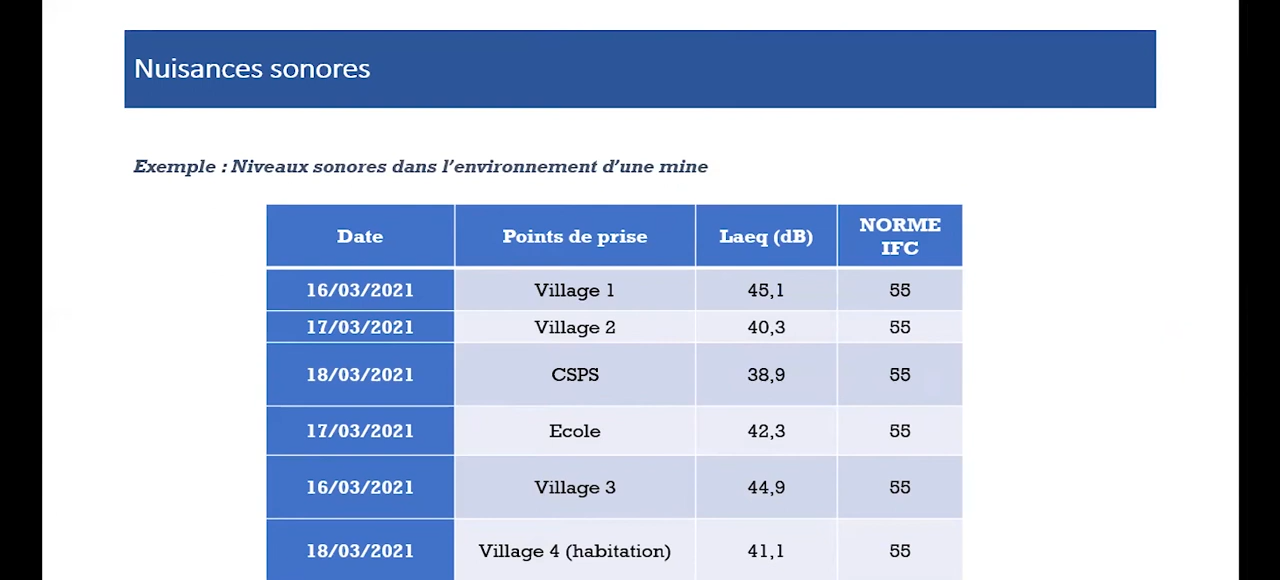 Nuisances sonores
Exemple : Niveaux sonores dans l'environnement d'une mine
Date Points de prise Laeq (dB) NORME IFC
16/03/2021 Village 1 45,1 55
17/03/2021 Village 2 40,3 55
18/03/2021 CSPS 38,9 55
17/03/2021 Ecole 42,3 55
16/03/2021 Village 3 44,9 55
18/03/2021 Village 4 (habitation) 41,1 55